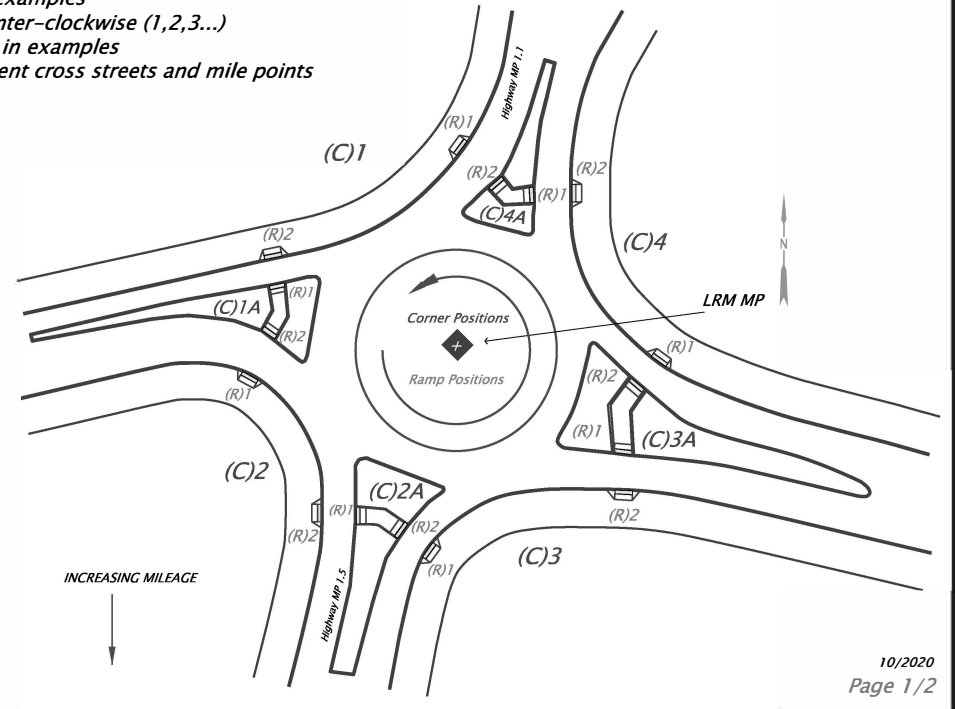 examples
nter-clockwise (1,2,3...)
in examples
ent cross streets and mile points
Highway MP 1.1
(R)1
(C)1
(R)2
(R)2
(R)1
(C)4A
(R)2
(C)4
N
(R)2
(C)1A
(R)1
(R)2
LRM MP
Corner Positions
Ramp Positions
(R)1
(R)2
(R)1
(R)1
(C)3A
(C)2
(C)2A
(R)1
(R)2
(R)2
(R)2
(R)1
(C)3
INCREASING MILEAGE
Highway MP 1.5
10/2020
Page 1/2